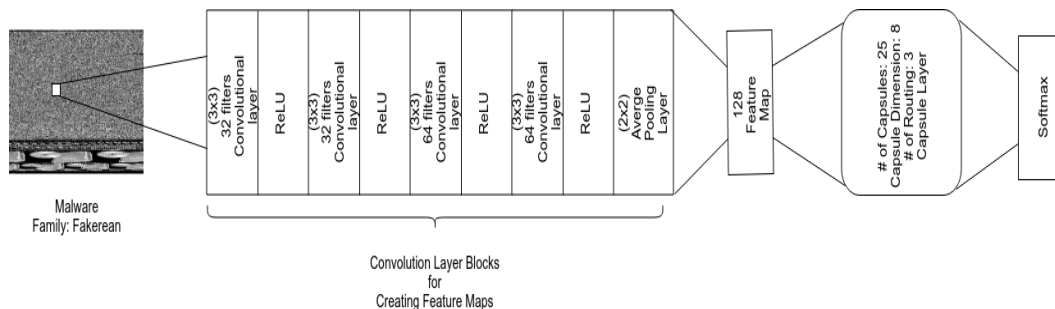 Malware
Family: Fakerean
(3x3)
32 filters
Convolutional
layer
ReLU
(3x3)
32 filters
Convolutional
layer
ReLU
(3x3)
64 filters
Convolutional
layer
ReLU
(3x3)
64 filters
Convolutional
layer
ReLU
(2x2)
Averge
Pooling
Layer
Convolution Layer Blocks
for
Creating Feature Maps
128
Feature
Map
# of Capsules: 25
Capsule Dimension: 8
# of Routing: 3
Capsule Layer
Softmax